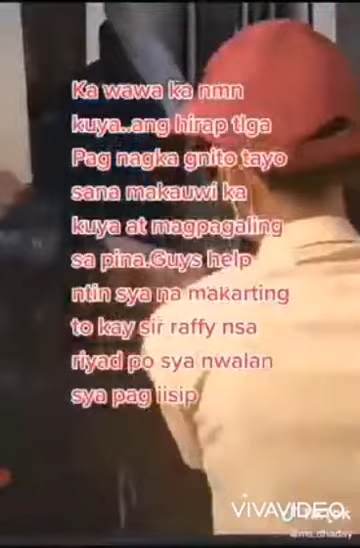 Ka wawa ka nmn
kuya..ang hirap tlga
Pag nagka gnito tayo
sana makauwi ka
kuya at magpagaling
sa pina.Guys help
ntin sya na makarting
to kay sir raffy nsa
riyad po sya nwalan
sya pag iisip
VIVAVIDEO
TikTok
@ms_dhaday